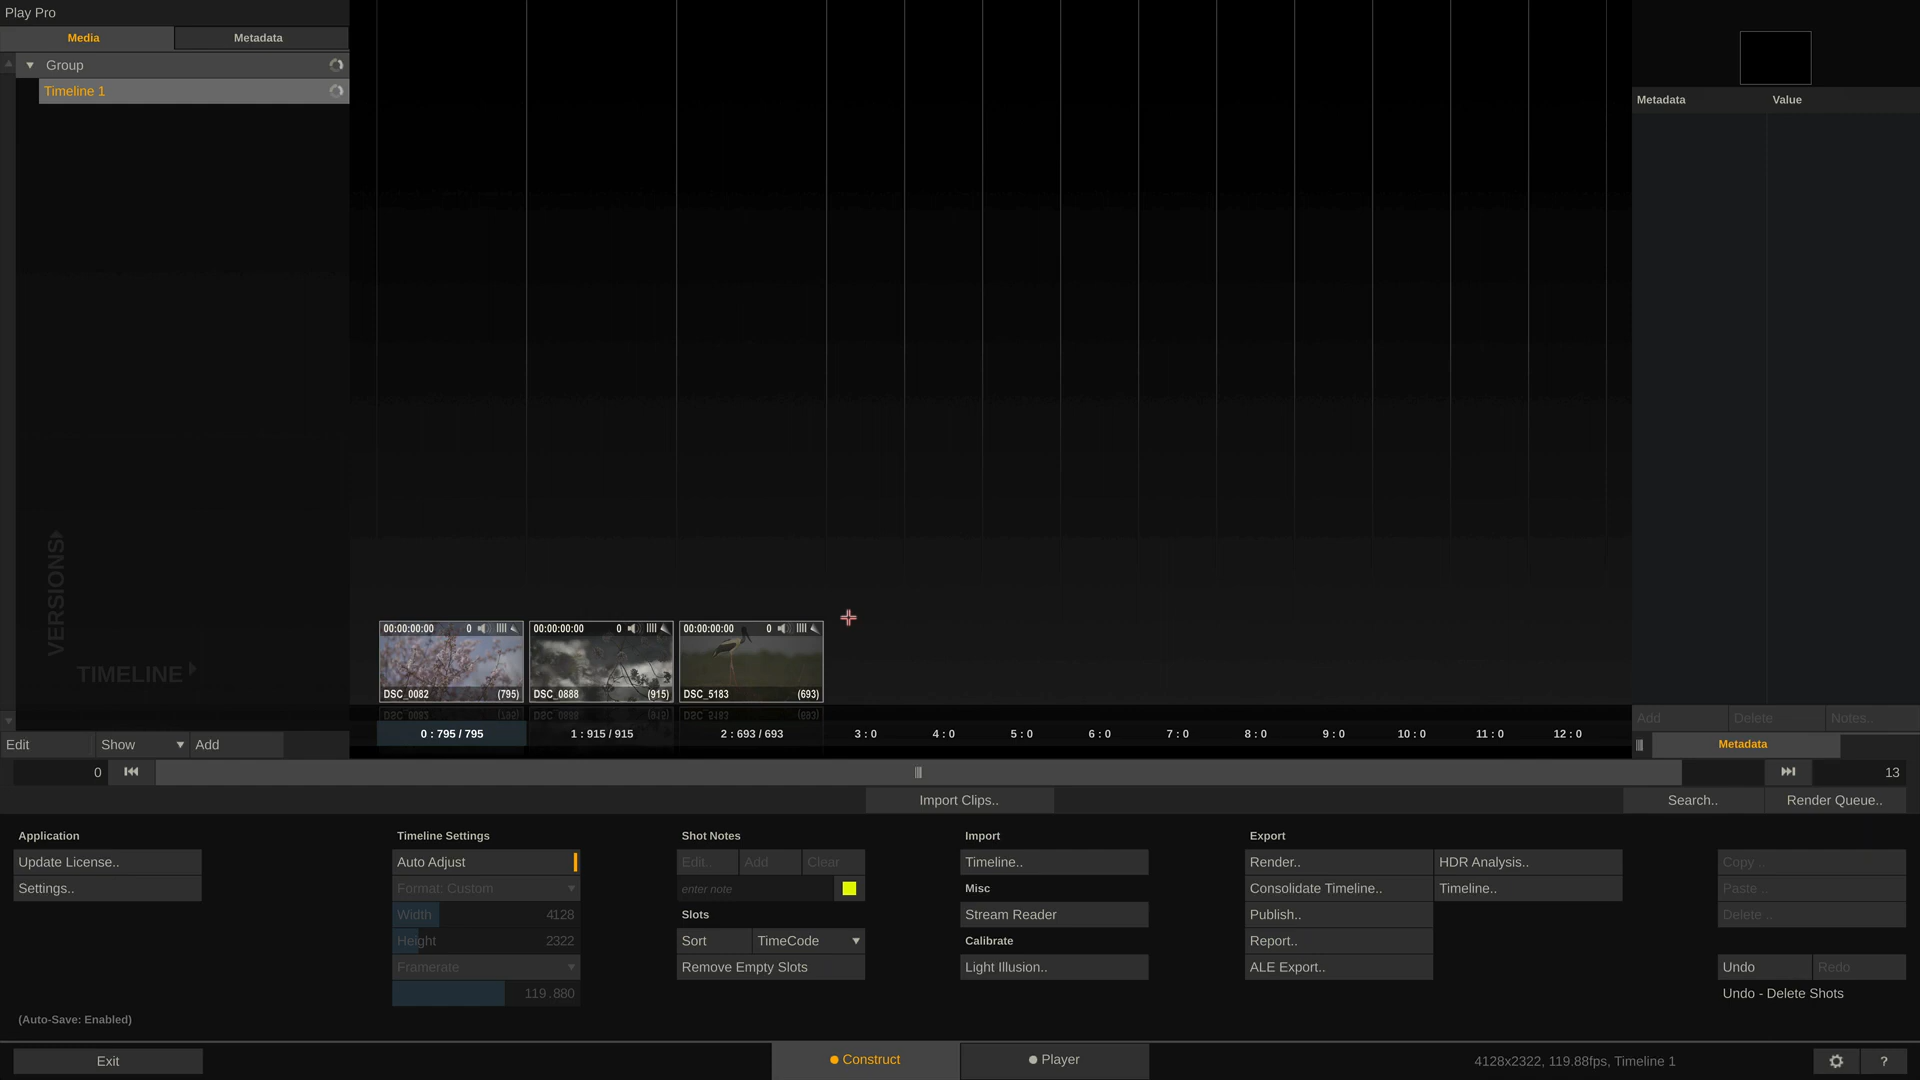 Play Pro
Media
Metadata
Group
Timeline 1
VERSIONS
TIMELINE
Metadata
Value
00:00:00:00 0
DSC_0082 (795)
00:00:00:00 0
DSC_0888 (915)
00:00:00:00 0
DSC_5183 (693)
0 : 795 / 795
1 : 915 / 915
2 : 693 / 693
3 : 0
4 : 0
5 : 0
6 : 0
7 : 0
8 : 0
9 : 0
10 : 0
11 : 0
12 : 0
Add
Delete
Notes..
Edit
Show
Add
Metadata
0
13
Import Clips..
Search..
Render Queue..
Application
Update License..
Settings..
(Auto-Save: Enabled)
Timeline Settings
Auto Adjust
Format: Custom
Width 4128
Height 2322
Framerate
119.880
Shot Notes
Edit..
Add
Clear
enter note
Slots
Sort
TimeCode
Remove Empty Slots
Import
Timeline..
Misc
Stream Reader
Calibrate
Light Illusion..
Export
Render..
HDR Analysis..
Consolidate Timeline..
Timeline..
Publish..
Report..
ALE Export..
Copy ..
Paste ..
Delete ..
Undo
Redo
Undo - Delete Shots
Exit
Construct
Player
4128x2322, 119.88fps, Timeline 1
?